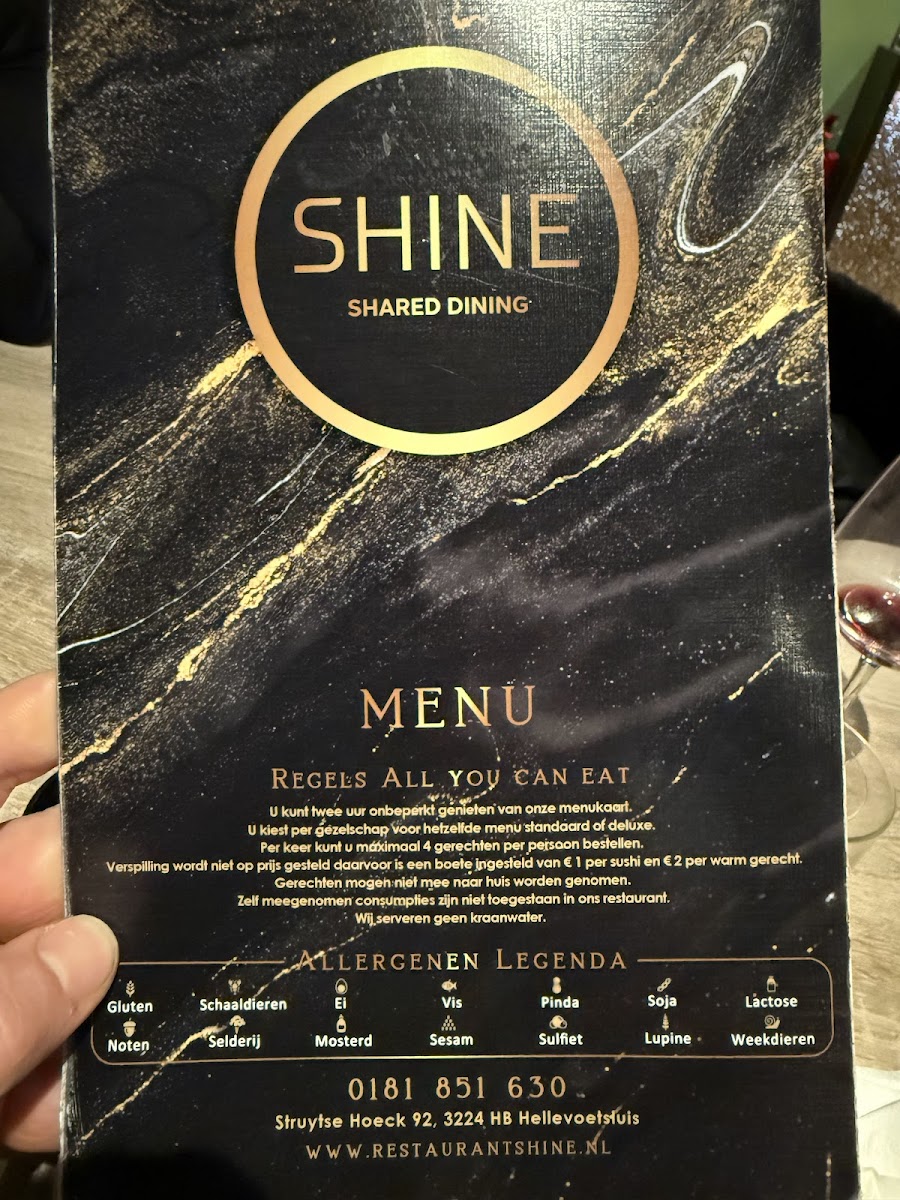 SHINE
SHARED DINING
MENU
REGELS ALL YOU CAN EAT
U kunt twee uur onbeperkt genieten van onze menukaart.
U kiest per gezelschap voor hetzelfde menu standaard of deluxe.
Per keer kunt u maximaal 4 gerechten per persoon bestellen.
Verspilling wordt niet op prijs gesteld daarvoor is een boete ingesteld van € 1 per sushi en € 2 per warm gerecht.
Gerechten mogen niet mee naar huis worden genomen.
Zelf meegenomen consumpties zijn niet toegestaan in ons restaurant.
Wij serveren geen kraanwater.
ALLERGENEN LEGENDA
Gluten Schaaldieren Ei Vis Pinda Soja Lactose
Noten Selderij Mosterd Sesam Sulfiet Lupine Weekdieren
0181 851 630
Struytse Hoeck 92, 3224 HB Hellevoetsluis
WWW.RESTAURANTSHINE.NL